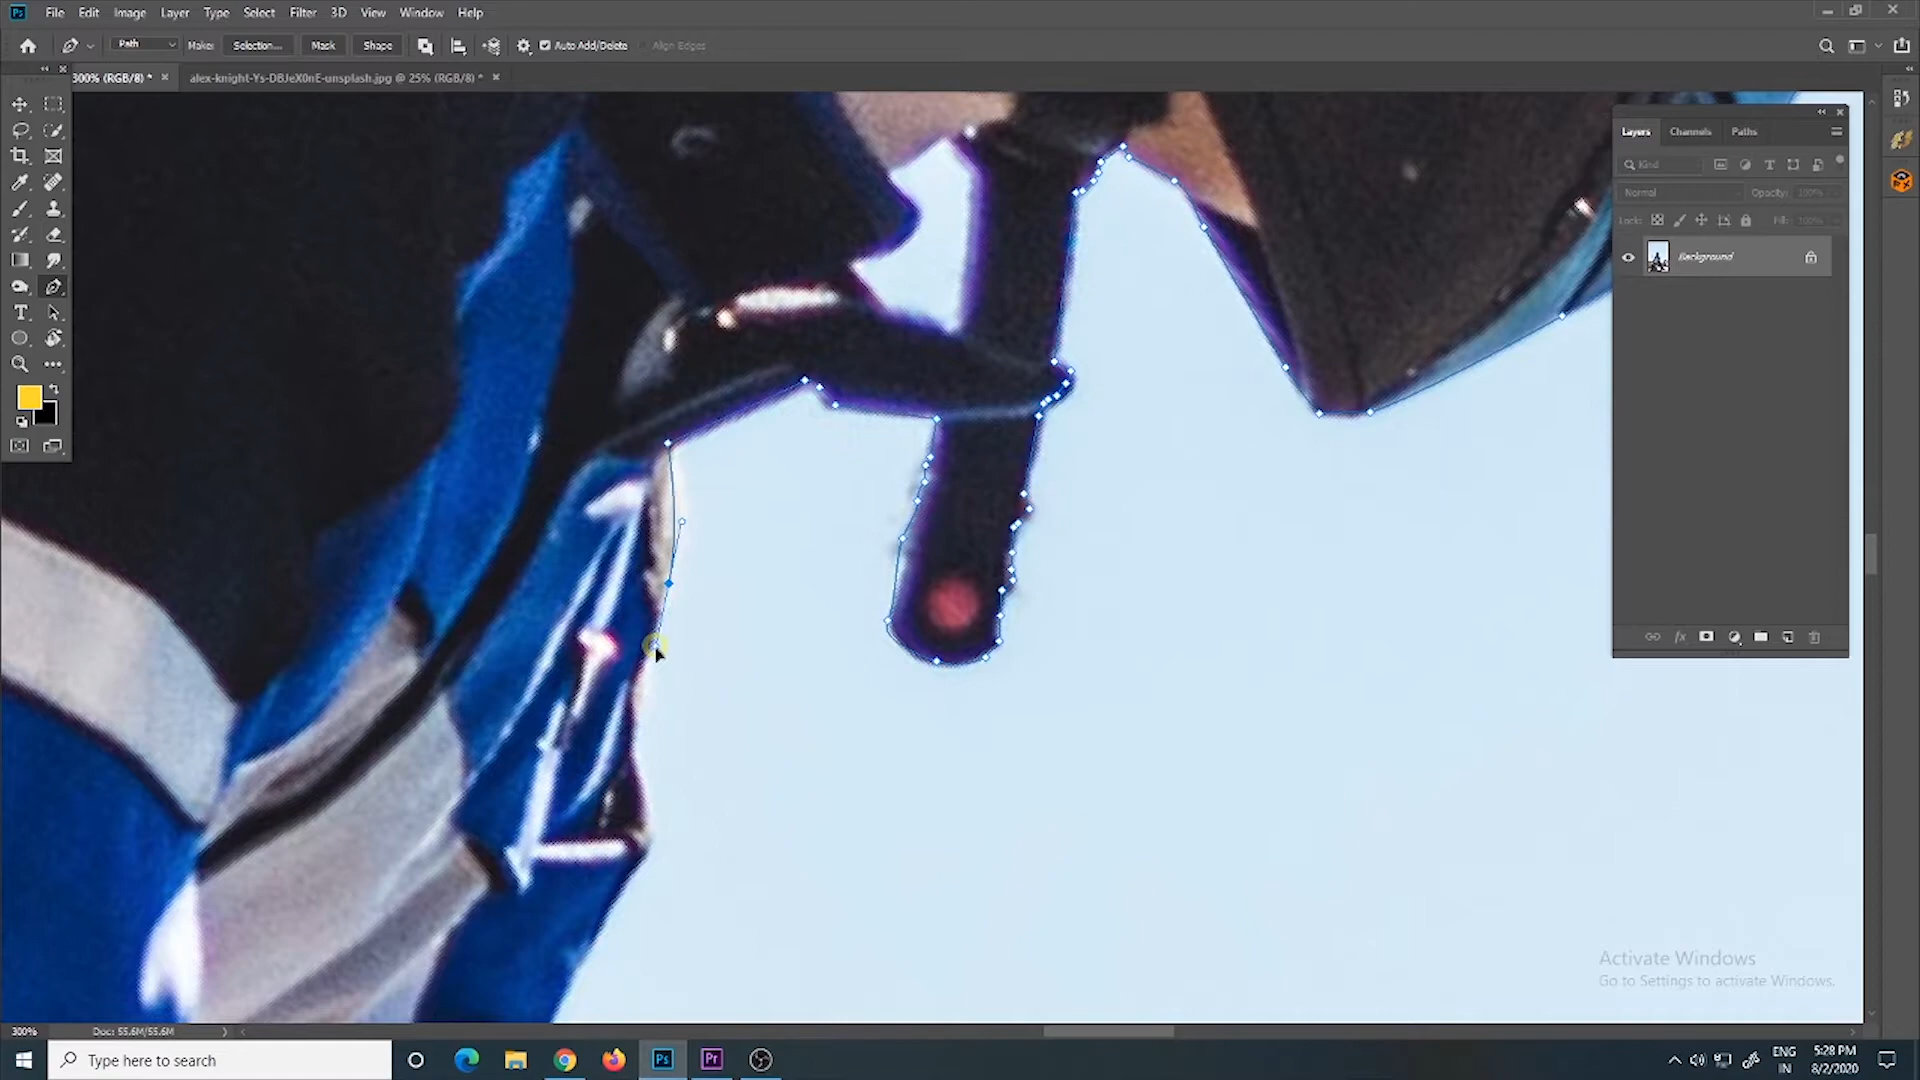 Ps File Edit Image Layer Type Select Filter 3D View Window Help
Path Make: Selection... Mask Shape Auto Add/Delete Align Edges
300% (RGB/8) * × alex-knight-Ys-DBJeX0nE-unsplash.jpg @ 25% (RGB/8) * ×
Layers Channels Paths
Kind
Normal Opacity: 100%
Lock: Fill: 100%
Background
Activate Windows
Go to Settings to activate Windows.
300% Doc: 55.6M/55.6M
Type here to search
Ps Pr
ENG
IN
5:28 PM
8/2/2020